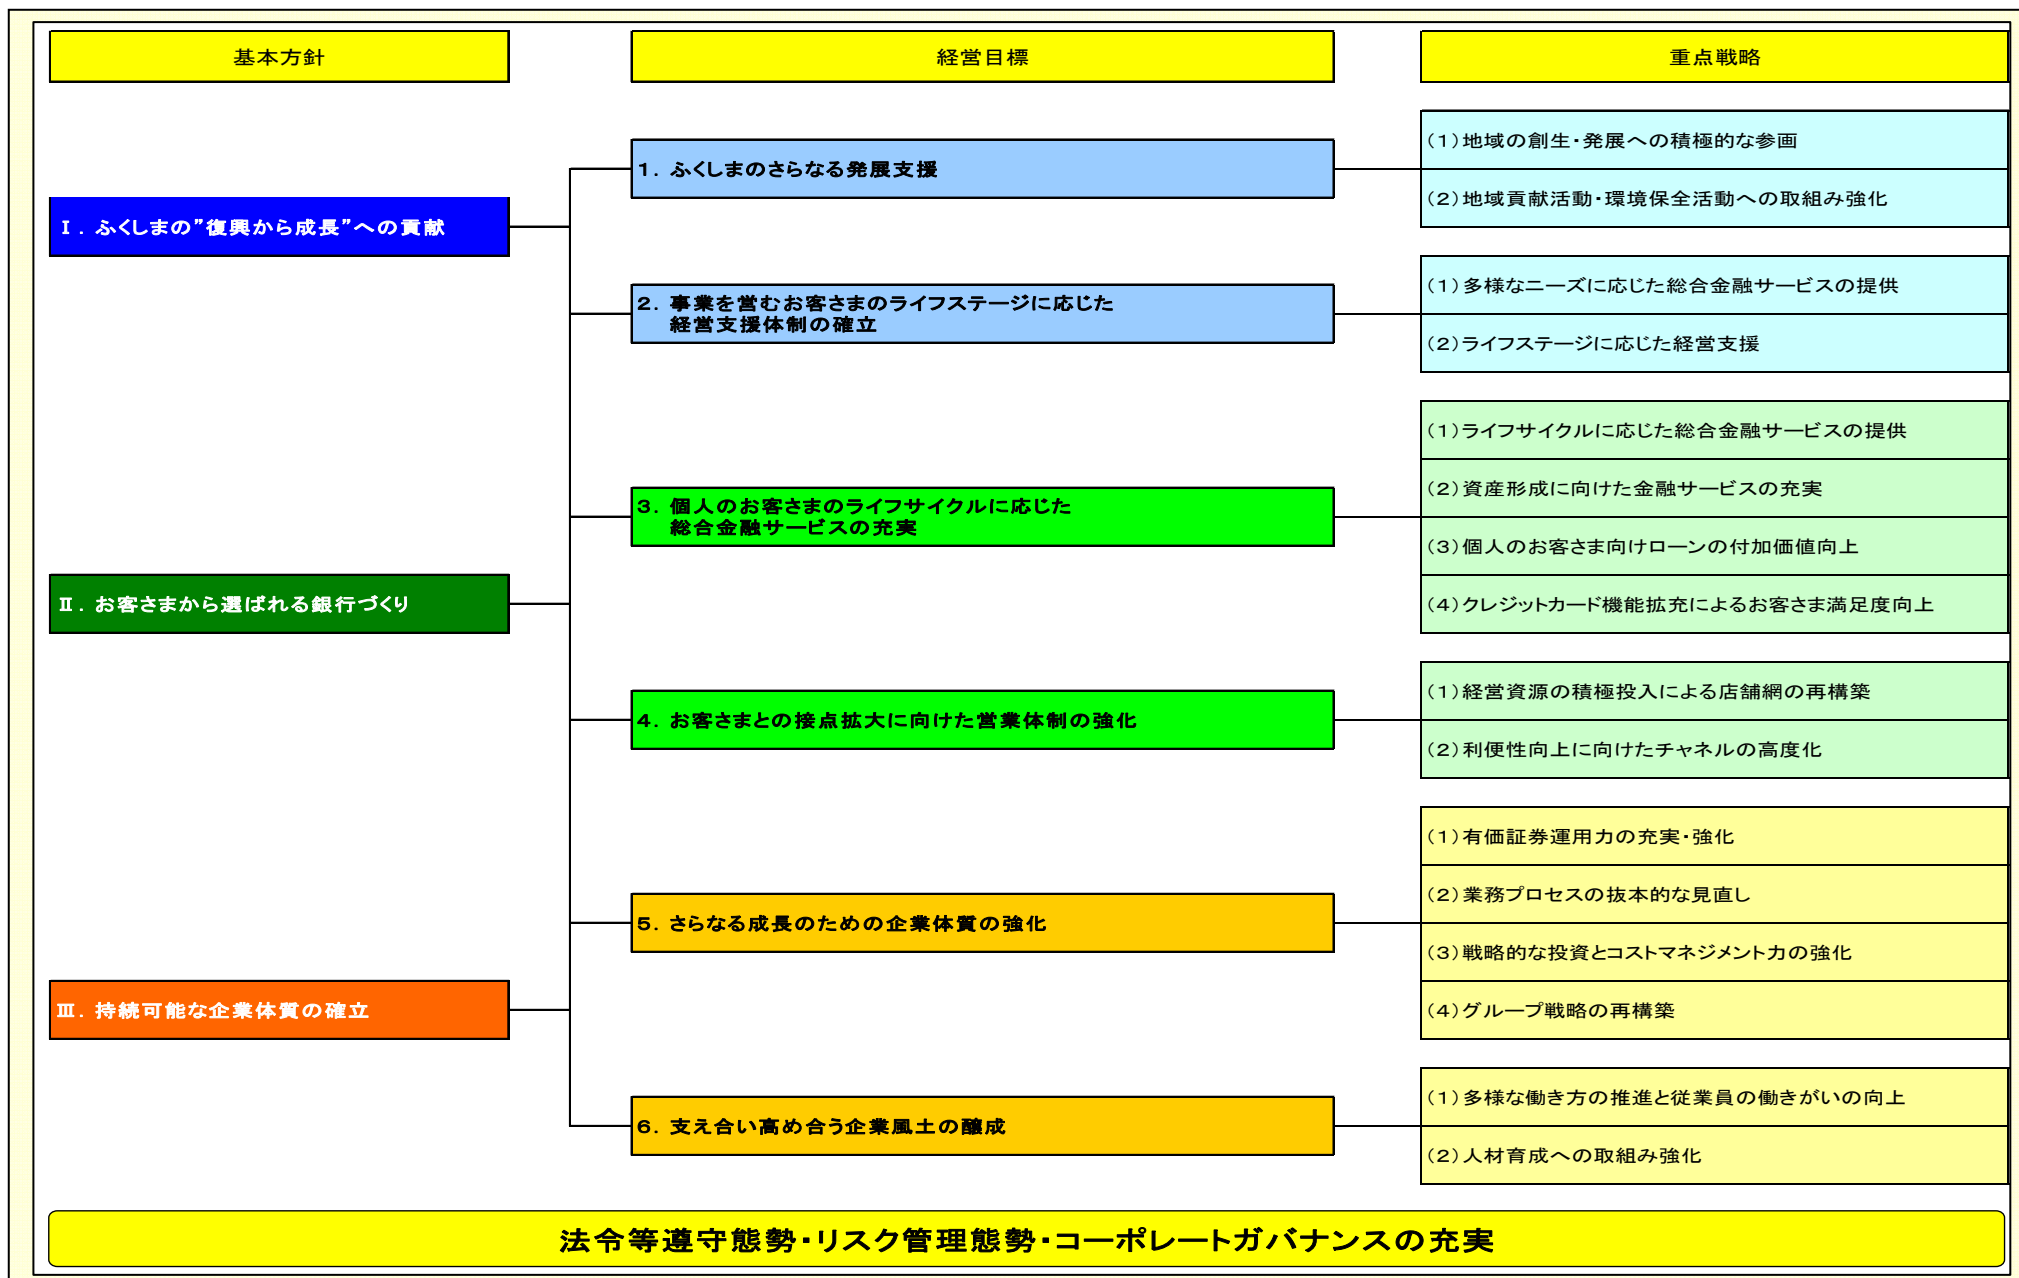 基本方針
経営目標
重点戦略
Ⅰ．ふくしまの”復興から成長”への貢献
1．ふくしまのさらなる発展支援
（1）地域の創生・発展への積極的な参画
（2）地域貢献活動・環境保全活動への取組み強化
2．事業を営むお客さまのライフステージに応じた
経営支援体制の確立
（1）多様なニーズに応じた総合金融サービスの提供
（2）ライフステージに応じた経営支援
Ⅱ．お客さまから選ばれる銀行づくり
3．個人のお客さまのライフサイクルに応じた
総合金融サービスの充実
（1）ライフサイクルに応じた総合金融サービスの提供
（2）資産形成に向けた金融サービスの充実
（3）個人のお客さま向けローンの付加価値向上
（4）クレジットカード機能拡充によるお客さま満足度向上
4．お客さまとの接点拡大に向けた営業体制の強化
（1）経営資源の積極投入による店舗網の再構築
（2）利便性向上に向けたチャネルの高度化
Ⅲ．持続可能な企業体質の確立
5．さらなる成長のための企業体質の強化
（1）有価証券運用力の充実・強化
（2）業務プロセスの抜本的な見直し
（3）戦略的な投資とコストマネジメント力の強化
（4）グループ戦略の再構築
6．支え合い高め合う企業風土の醸成
（1）多様な働き方の推進と従業員の働きがいの向上
（2）人材育成への取組み強化
法令等遵守態勢・リスク管理態勢・コーポレートガバナンスの充実